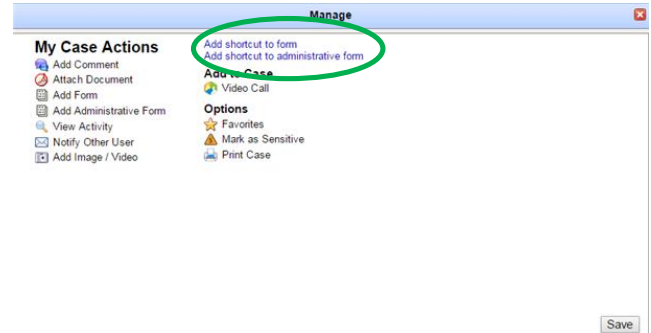 Manage
My Case Actions
Add Comment
Attach Document
Add Form
Add Administrative Form
View Activity
Notify Other User
Add Image / Video
Add shortcut to form
Add shortcut to administrative form
Add to Case
Video Call
Options
Favorites
Mark as Sensitive
Print Case
Save